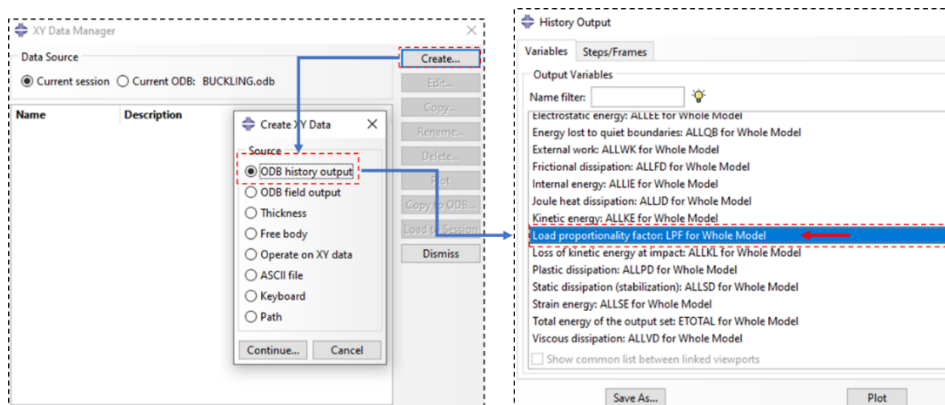 XY Data Manager
Data Source
Current session Current ODB: BUCKLING.odb
Name Description
Create...
Edit...
Copy...
Rename...
Delete...
Plot
Copy to ODB...
Load to Session
Dismiss
Create XY Data
Source
ODB history output
ODB field output
Thickness
Free body
Operate on XY data
ASCII file
Keyboard
Path
Continue... Cancel
History Output
Variables Steps/Frames
Output Variables
Name filter:
Electrostatic energy: ALLEE for Whole Model
Energy lost to quiet boundaries: ALLQB for Whole Model
External work: ALLWK for Whole Model
Frictional dissipation: ALLFD for Whole Model
Internal energy: ALLIE for Whole Model
Joule heat dissipation: ALLJD for Whole Model
Kinetic energy: ALLKE for Whole Model
Load proportionality factor: LPF for Whole Model
Loss of kinetic energy at impact: ALLKL for Whole Model
Plastic dissipation: ALLPD for Whole Model
Static dissipation (stabilization): ALLSD for Whole Model
Strain energy: ALLSE for Whole Model
Total energy of the output set: ETOTAL for Whole Model
Viscous dissipation: ALLVD for Whole Model
Show common list between linked viewports
Save As... Plot